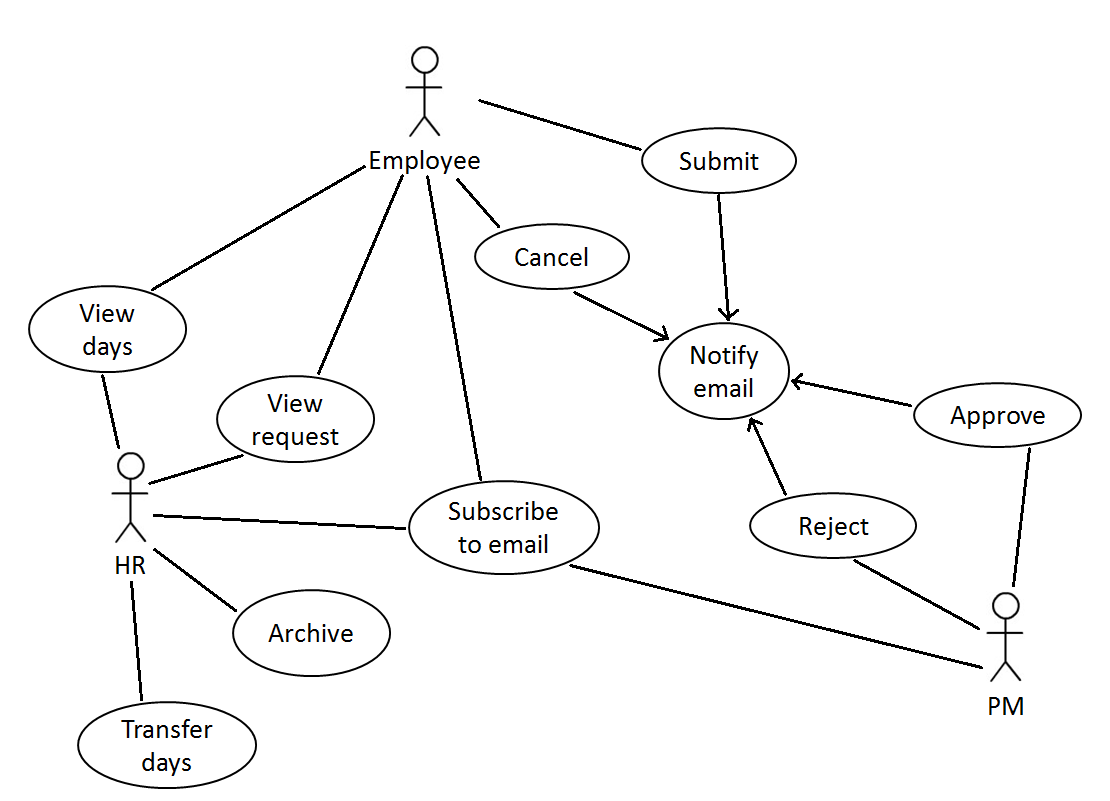 Employee
Submit
Cancel
View
days
Notify
email
View
request
Approve
Subscribe
to email
Reject
HR
Archive
PM
Transfer
days